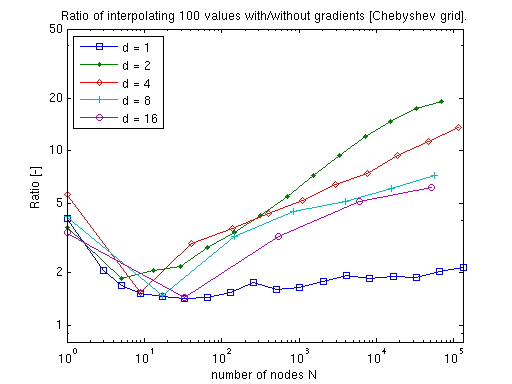 Ratio of interpolating 100 values with/without gradients [Chebyshev grid].
50
20
10
5
2
1
Ratio [-]
d = 1
d = 2
d = 4
d = 8
d = 16
10^0
10^1
10^2
10^3
10^4
10^5
number of nodes N